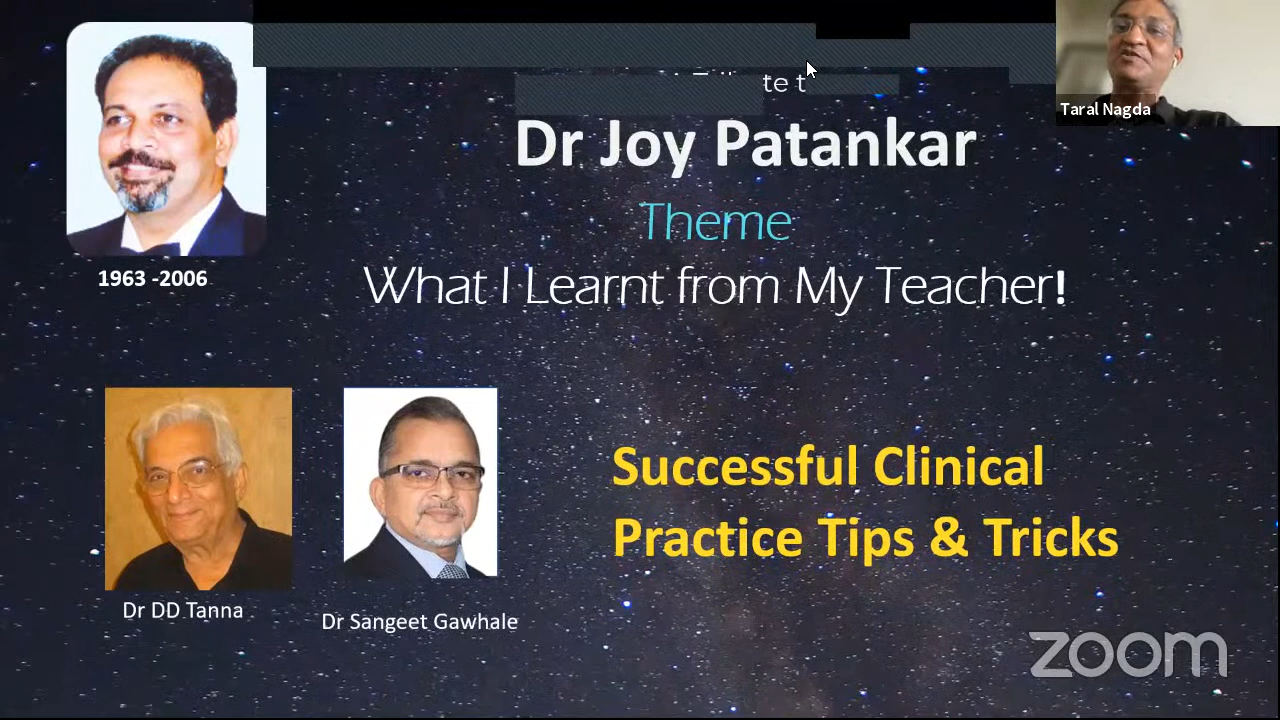 te t
Taral Nagda
Dr Joy Patankar
Theme
What I Learnt from My Teacher!
1963 -2006
Successful Clinical
Practice Tips & Tricks
Dr DD Tanna
Dr Sangeet Gawhale
zoom